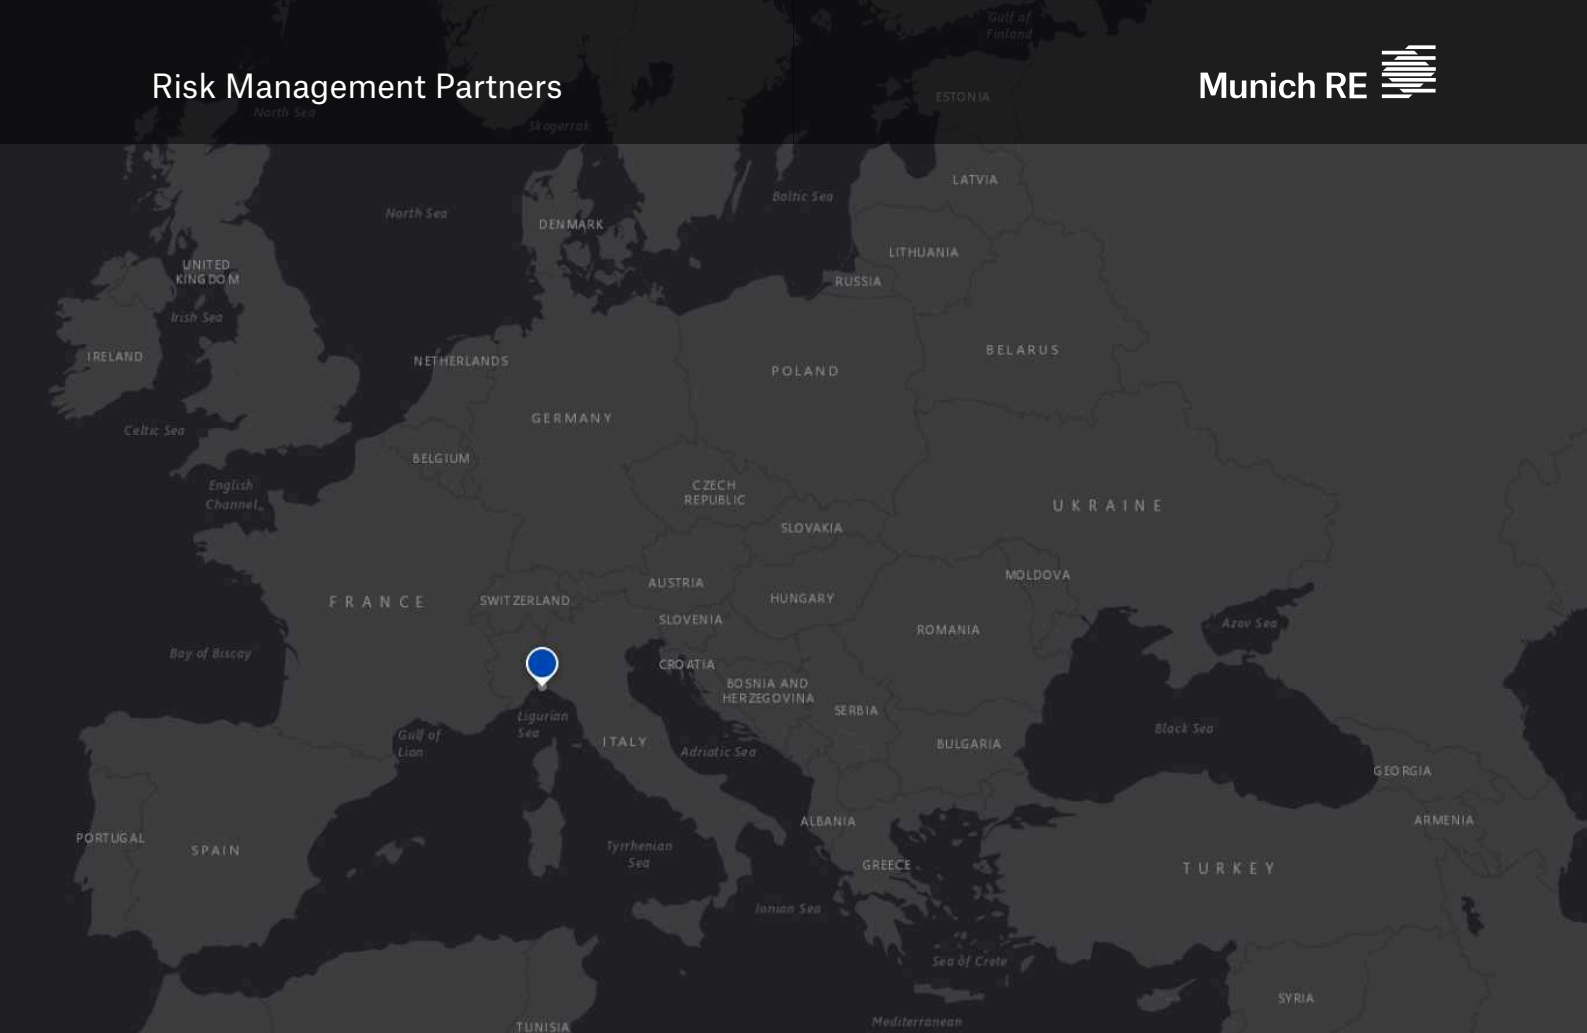 Risk Management Partners
Munich RE
Gulf of
Finland
North Sea
Skagerrak
ESTONIA
LATVIA
Baltic Sea
North Sea
DENMARK
LITHUANIA
UNITED
KINGDOM
RUSSIA
Irish Sea
IRELAND
NETHERLANDS
BELARUS
POLAND
GERMANY
Celtic Sea
BELGIUM
English
Channel
CZECH
REPUBLIC
UKRAINE
SLOVAKIA
MOLDOVA
AUSTRIA
FRANCE
SWITZERLAND
HUNGARY
SLOVENIA
ROMANIA
Azov Sea
Bay of Biscay
CROATIA
BOSNIA AND
HERZEGOVINA
SERBIA
Ligurian
Sea
Gulf of
Lion
ITALY
Adriatic Sea
BULGARIA
Black Sea
GEORGIA
ALBANIA
ARMENIA
PORTUGAL
SPAIN
Tyrrhenian
Sea
GREECE
TURKEY
Ionian Sea
Sea of Crete
SYRIA
Mediterranean
TUNISIA